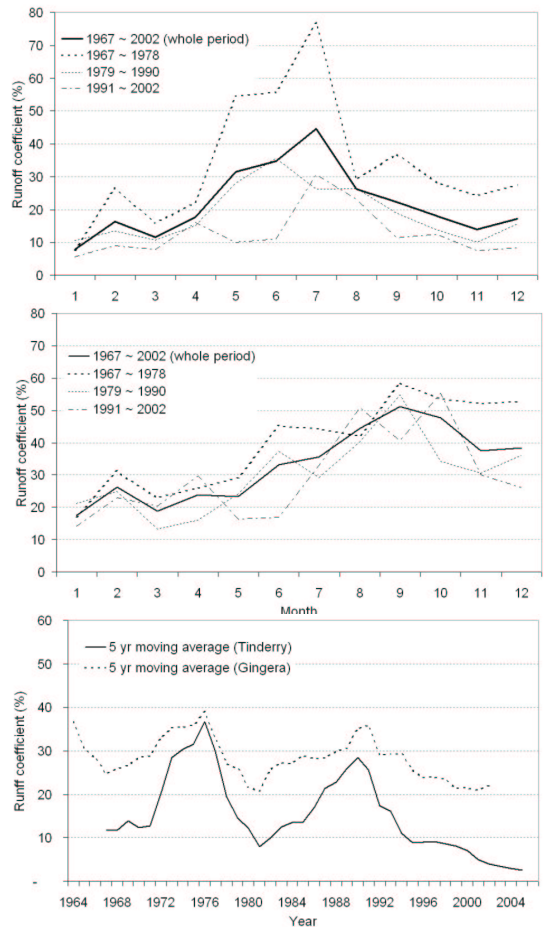 80
70
60
50
40
30
20
10
0
Runoff coefficient (%)
1967 ~ 2002 (whole period)
1967 ~ 1978
1979 ~ 1990
1991 ~ 2002
1 2 3 4 5 6 7 8 9 10 11 12
80
70
60
50
40
30
20
10
0
Runoff coefficient (%)
1967 ~ 2002 (whole period)
1967 ~ 1978
1979 ~ 1990
1991 ~ 2002
1 2 3 4 5 6 7 8 9 10 11 12
Month
60
50
40
30
20
10
-
Runff coefficient (%)
5 yr moving average (Tinderry)
5 yr moving average (Gingera)
1964 1968 1972 1976 1980 1984 1988 1992 1996 2000 2004
Year